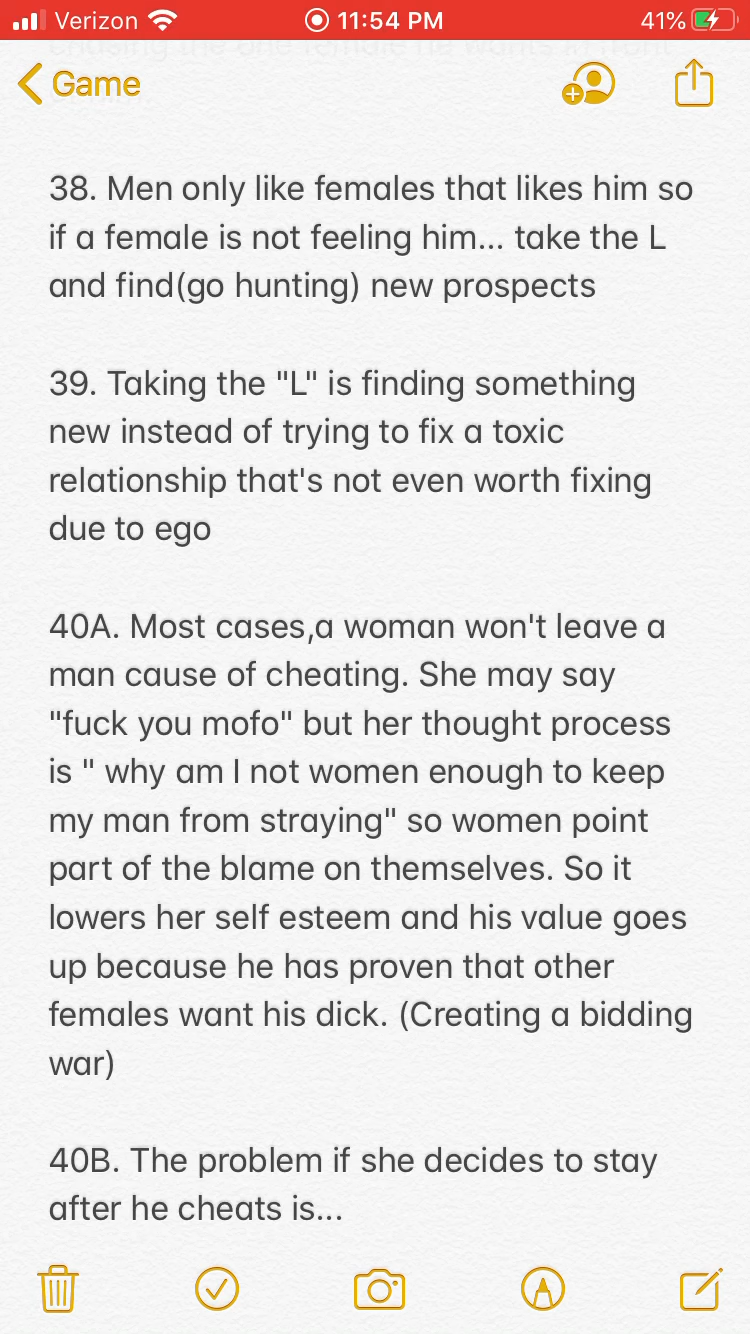 Verizon 11:54 PM 41%
Game
38. Men only like females that likes him so
if a female is not feeling him... take the L
and find(go hunting) new prospects
39. Taking the "L" is finding something
new instead of trying to fix a toxic
relationship that's not even worth fixing
due to ego
40A. Most cases,a woman won't leave a
man cause of cheating. She may say
"fuck you mofo" but her thought process
is " why am I not women enough to keep
my man from straying" so women point
part of the blame on themselves. So it
lowers her self esteem and his value goes
up because he has proven that other
females want his dick. (Creating a bidding
war)
40B. The problem if she decides to stay
after he cheats is...